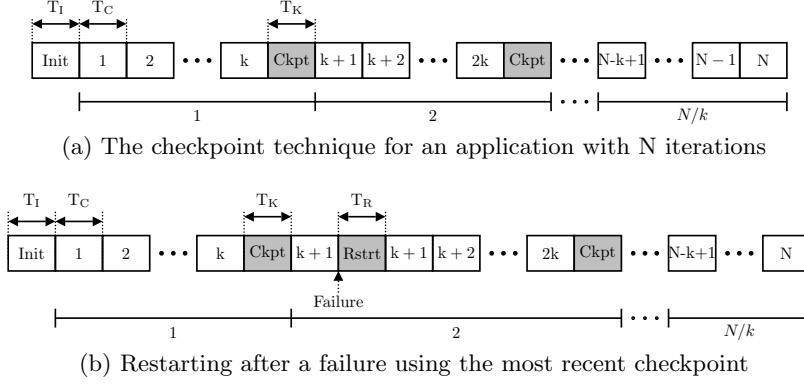 T_I T_C T_K
Init 1 2 ••• k Ckpt k + 1 k + 2 ••• 2k Ckpt ••• N-k+1 ••• N − 1 N
1 2 ••• N/k
(a) The checkpoint technique for an application with N iterations
T_I T_C T_K T_R
Init 1 2 ••• k Ckpt k + 1 Rstrt k + 1 k + 2 ••• 2k Ckpt ••• N-k+1 ••• N
Failure
1 2 ••• N/k
(b) Restarting after a failure using the most recent checkpoint